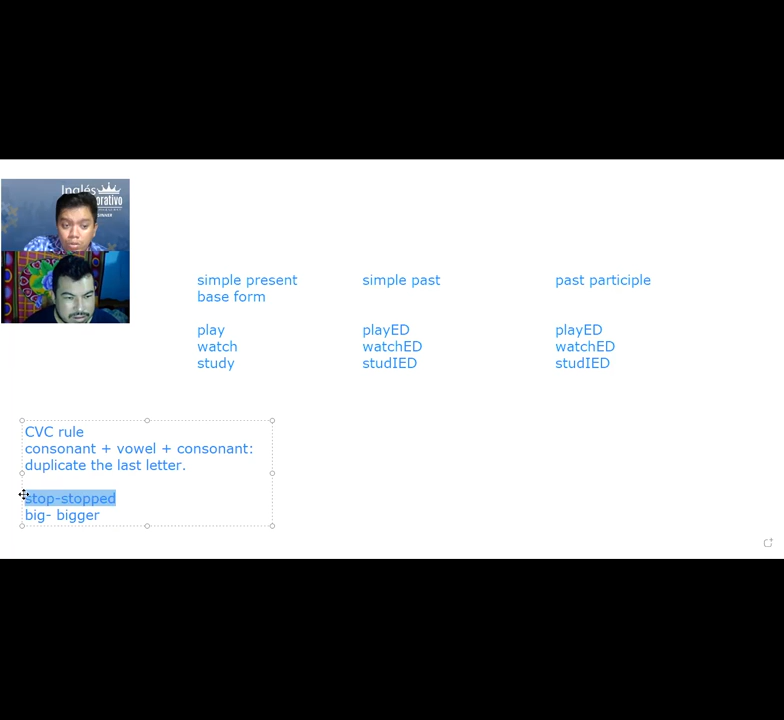 Inglés
orativo
simple present
base form
simple past
past participle
play
playED
playED
watch
watchED
watchED
study
studIED
studIED
CVC rule
consonant + vowel + consonant:
duplicate the last letter.
stop-stopped
big- bigger